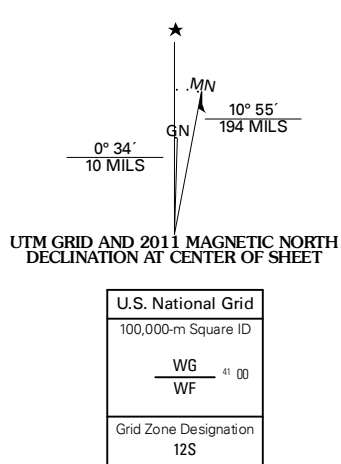 ★
MN
10° 55´
194 MILS
GN
0° 34´
10 MILS
UTM GRID AND 2011 MAGNETIC NORTH
DECLINATION AT CENTER OF SHEET
U.S. National Grid
100,000-m Square ID
WG
41 00
WF
Grid Zone Designation
12S